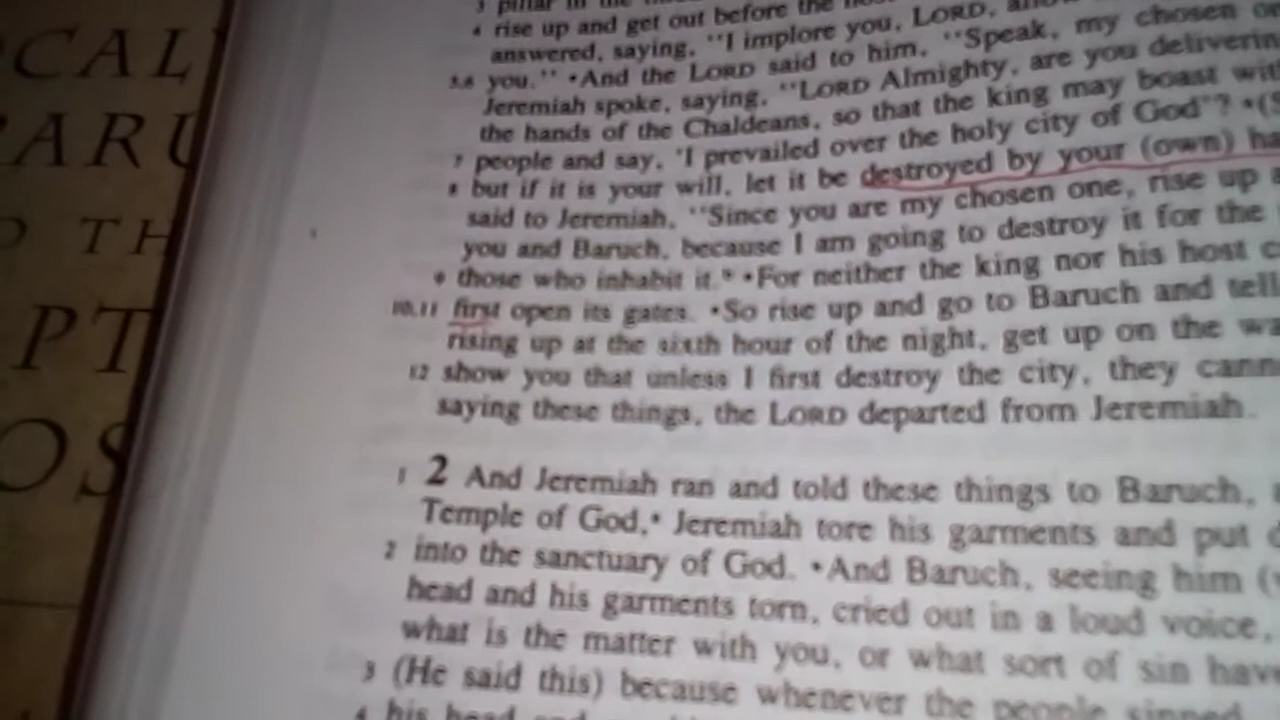 CAL
ARU
TH
PT
OS
3 pillar in the
4 rise up and get out before the
answered, saying, "I implore you, LORD,
5,6 you." •And the LORD said to him, "Speak, my chosen
Jeremiah spoke, saying, "LORD Almighty, are you deliverin
the hands of the Chaldeans, so that the king may boast wit
7 people and say, 'I prevailed over the holy city of God'? •(
8 but if it is your will, let it be destroyed by your (own) ha
said to Jeremiah, "Since you are my chosen one, rise up
you and Baruch, because I am going to destroy it for the
9 those who inhabit it. •For neither the king nor his host c
10,11 first open its gates. •So rise up and go to Baruch and tell
rising up at the sixth hour of the night, get up on the wa
12 show you that unless I first destroy the city, they cann
saying these things, the LORD departed from Jeremiah.
1 2 And Jeremiah ran and told these things to Baruch,
Temple of God,• Jeremiah tore his garments and put
2 into the sanctuary of God. •And Baruch, seeing him (
head and his garments torn, cried out in a loud voice,
what is the matter with you, or what sort of sin have
3 (He said this) because whenever the people sinned
4 his head and